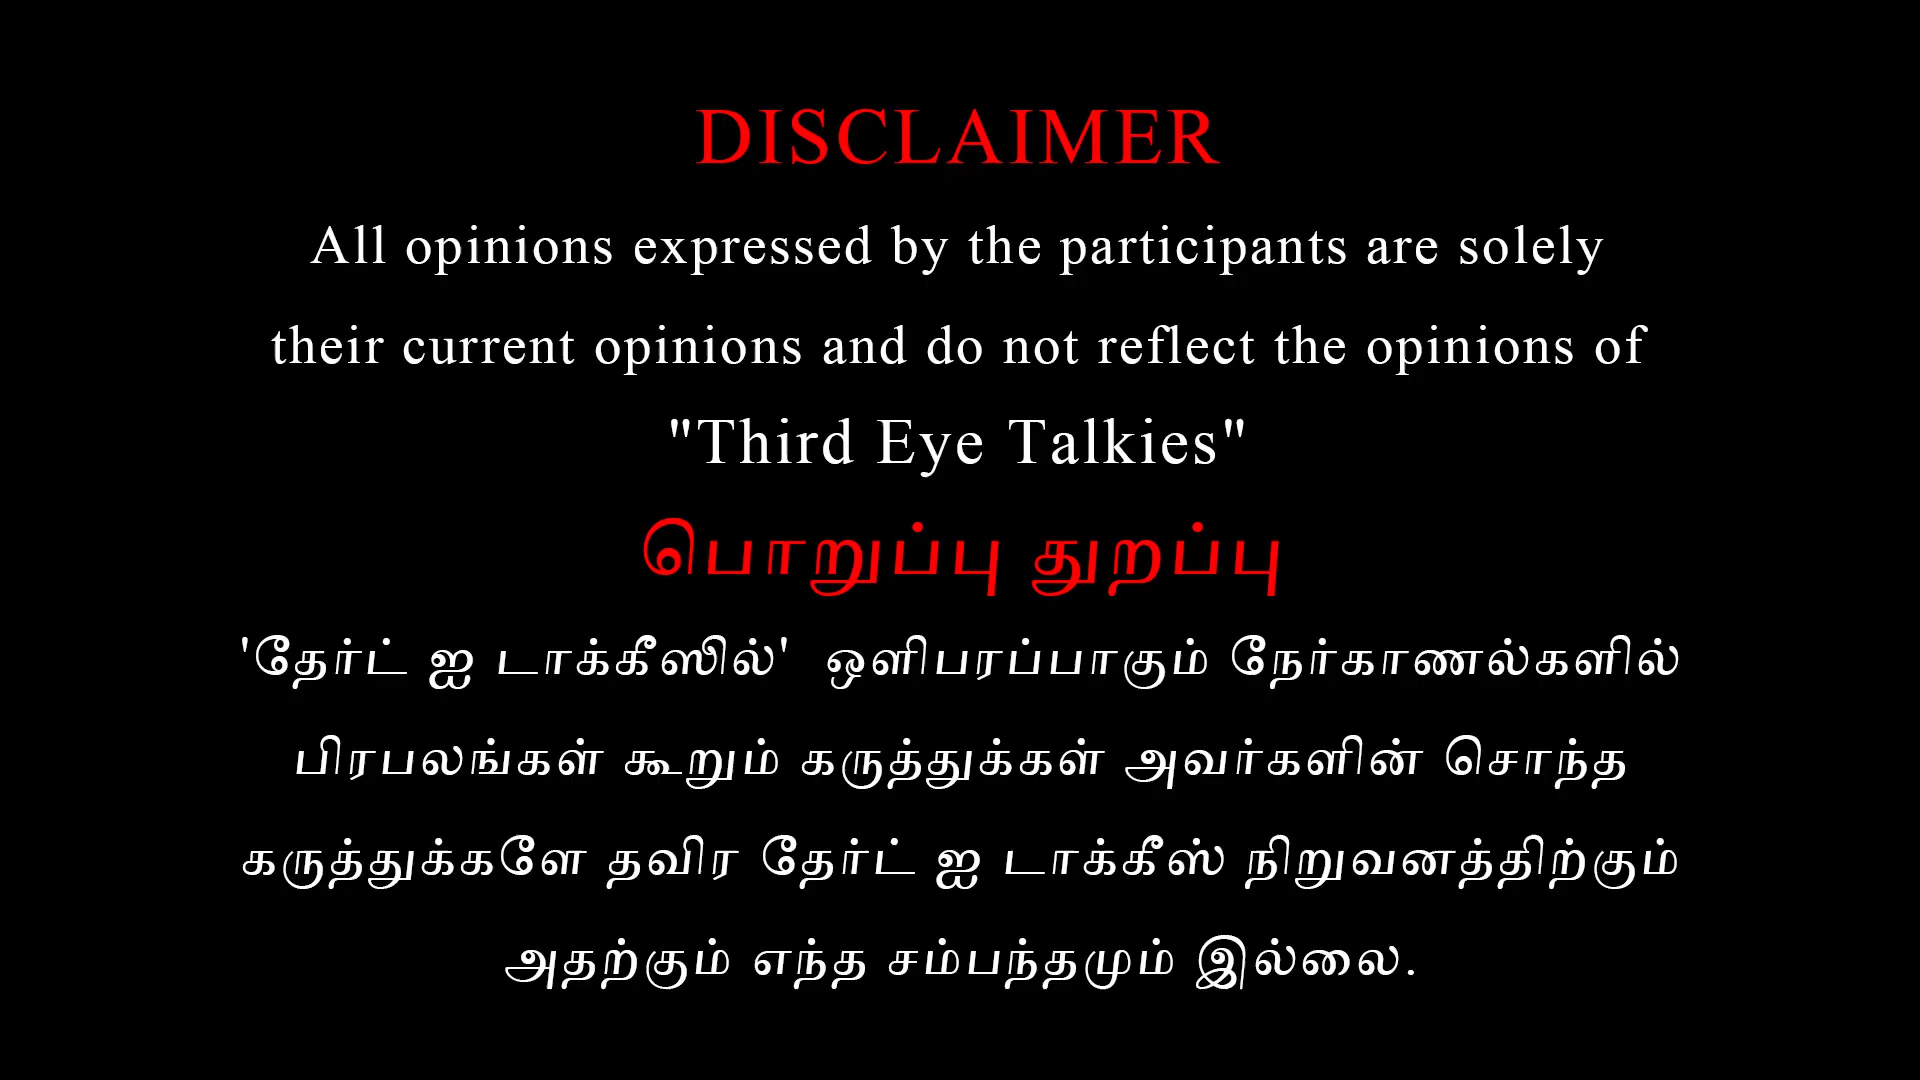 DISCLAIMER
All opinions expressed by the participants are solely
their current opinions and do not reflect the opinions of
"Third Eye Talkies"
பொறுப்பு துறப்பு
'தேர்ட் ஐ டாக்கீஸில்' ஒளிபரப்பாகும் நேர்காணல்களில்
பிரபலங்கள் கூறும் கருத்துக்கள் அவர்களின் சொந்த
கருத்துக்களே தவிர தேர்ட் ஐ டாக்கீஸ் நிறுவனத்திற்கும்
அதற்கும் எந்த சம்பந்தமும் இல்லை.